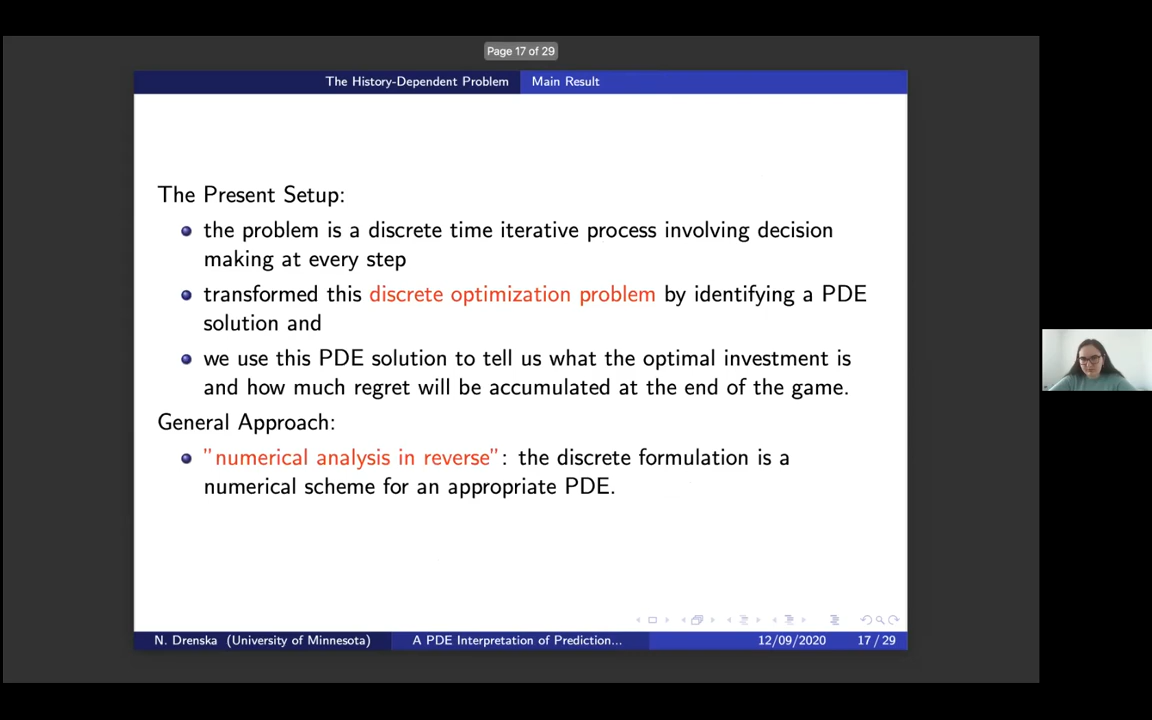 Page 17 of 29
The History-Dependent Problem Main Result
The Present Setup:
the problem is a discrete time iterative process involving decision
making at every step
transformed this discrete optimization problem by identifying a PDE
solution and
we use this PDE solution to tell us what the optimal investment is
and how much regret will be accumulated at the end of the game.
General Approach:
"numerical analysis in reverse": the discrete formulation is a
numerical scheme for an appropriate PDE.
N. Drenska (University of Minnesota) A PDE Interpretation of Prediction... 12/09/2020 17 / 29